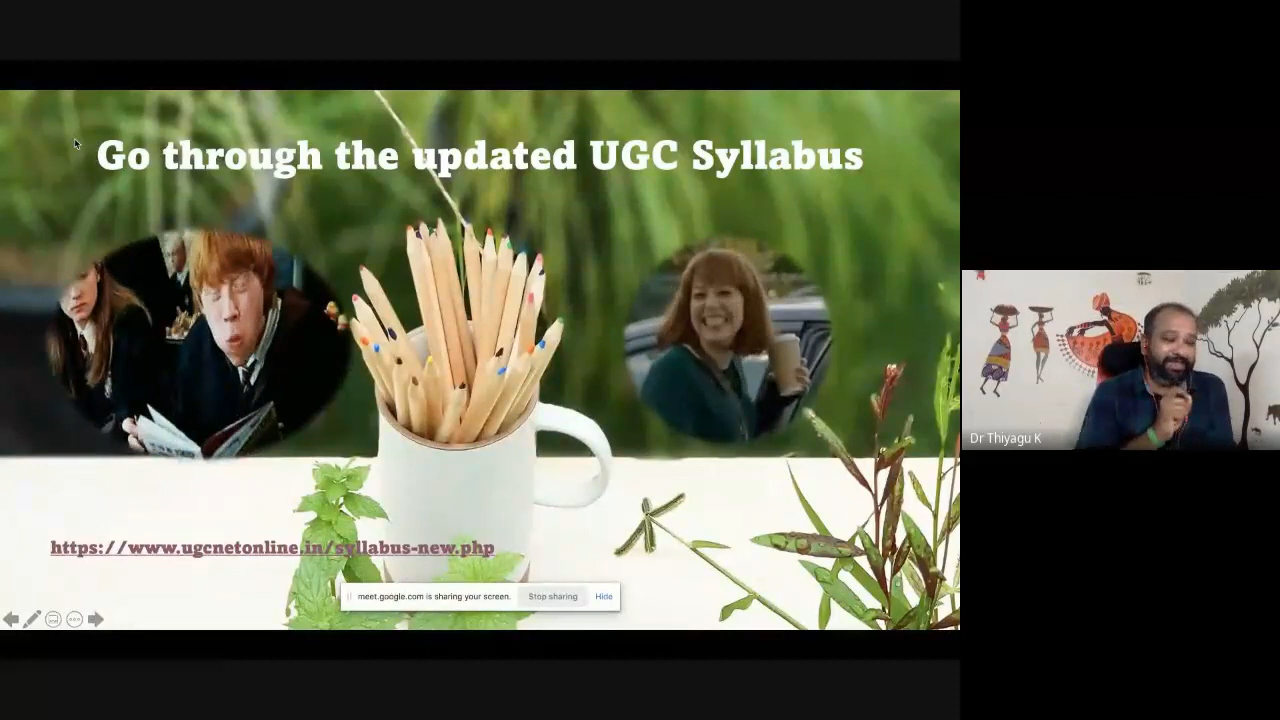 Go through the updated UGC Syllabus
https://www.ugcnetonline.in/syllabus-new.php
meet.google.com is sharing your screen. Stop sharing Hide
Dr Thiyagu K